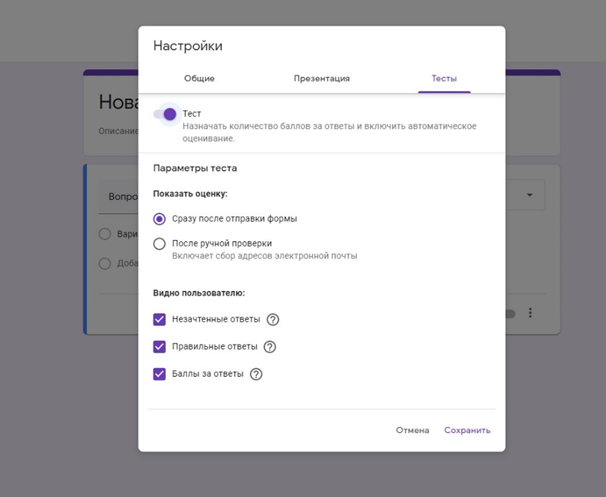 Настройки
Общие
Презентация
Тесты
Тест
Назначать количество баллов за ответы и включить автоматическое
оценивание.
Параметры теста
Показать оценку:
Сразу после отправки формы
После ручной проверки
Включает сбор адресов электронной почты
Видно пользователю:
Незачтенные ответы
Правильные ответы
Баллы за ответы
Отмена
Сохранить
Нова
Описание
Вопро
Вари
Доба